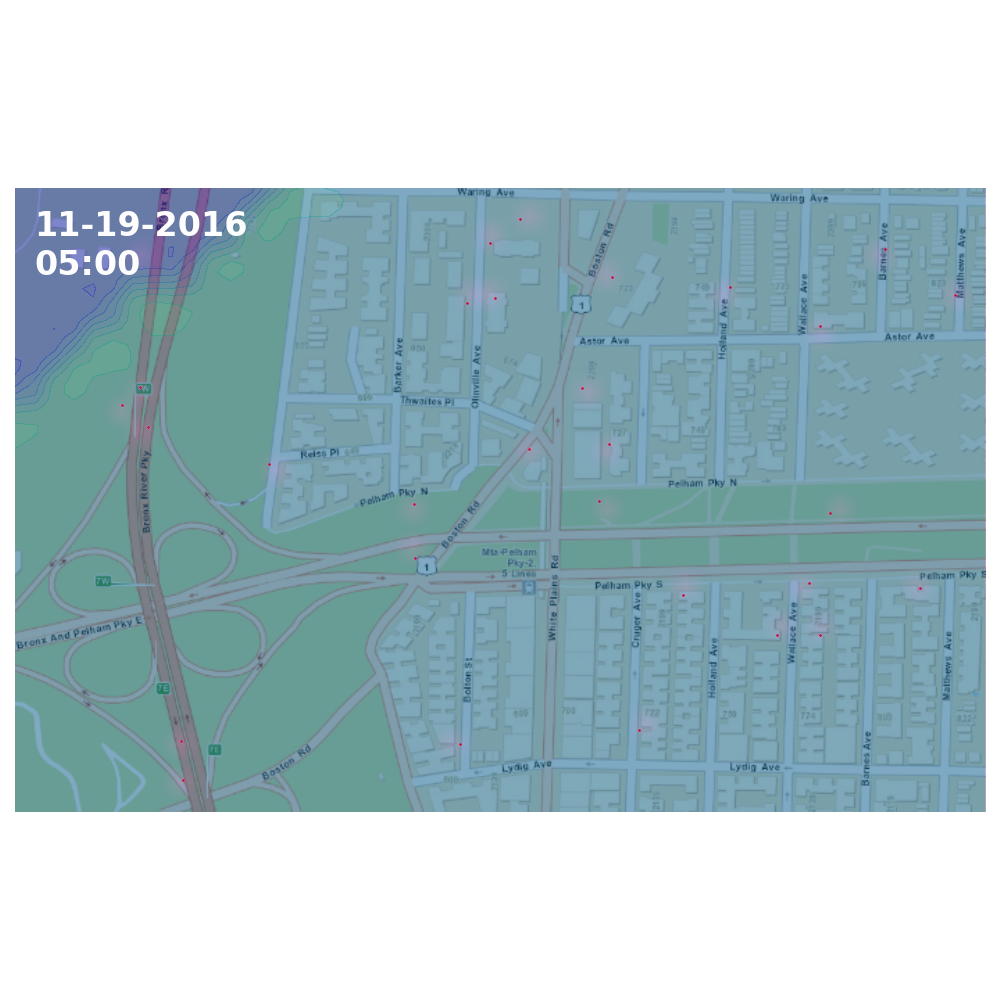 11-19-2016
05:00
Waring Ave
Waring Ave
Boston Rd
1
Barnes Ave
Matthews Ave
Wallace Ave
Holland Ave
Astor Ave
Astor Ave
Barker Ave
Olinville Ave
Thwaites Pl
Reiss Pl
Pelham Pky N
Pelham Pky N
Bronx River Pky
Boston Rd
1
Mta-Pelham
Pky-2,
5 Lines
White Plains Rd
Pelham Pky S
Pelham Pky S
7W
Bronx And Pelham Pky E
Cruger Ave
Holland Ave
Wallace Ave
Matthews Ave
Bolton St
7E
Boston Rd
Lydig Ave
Lydig Ave
Barnes Ave